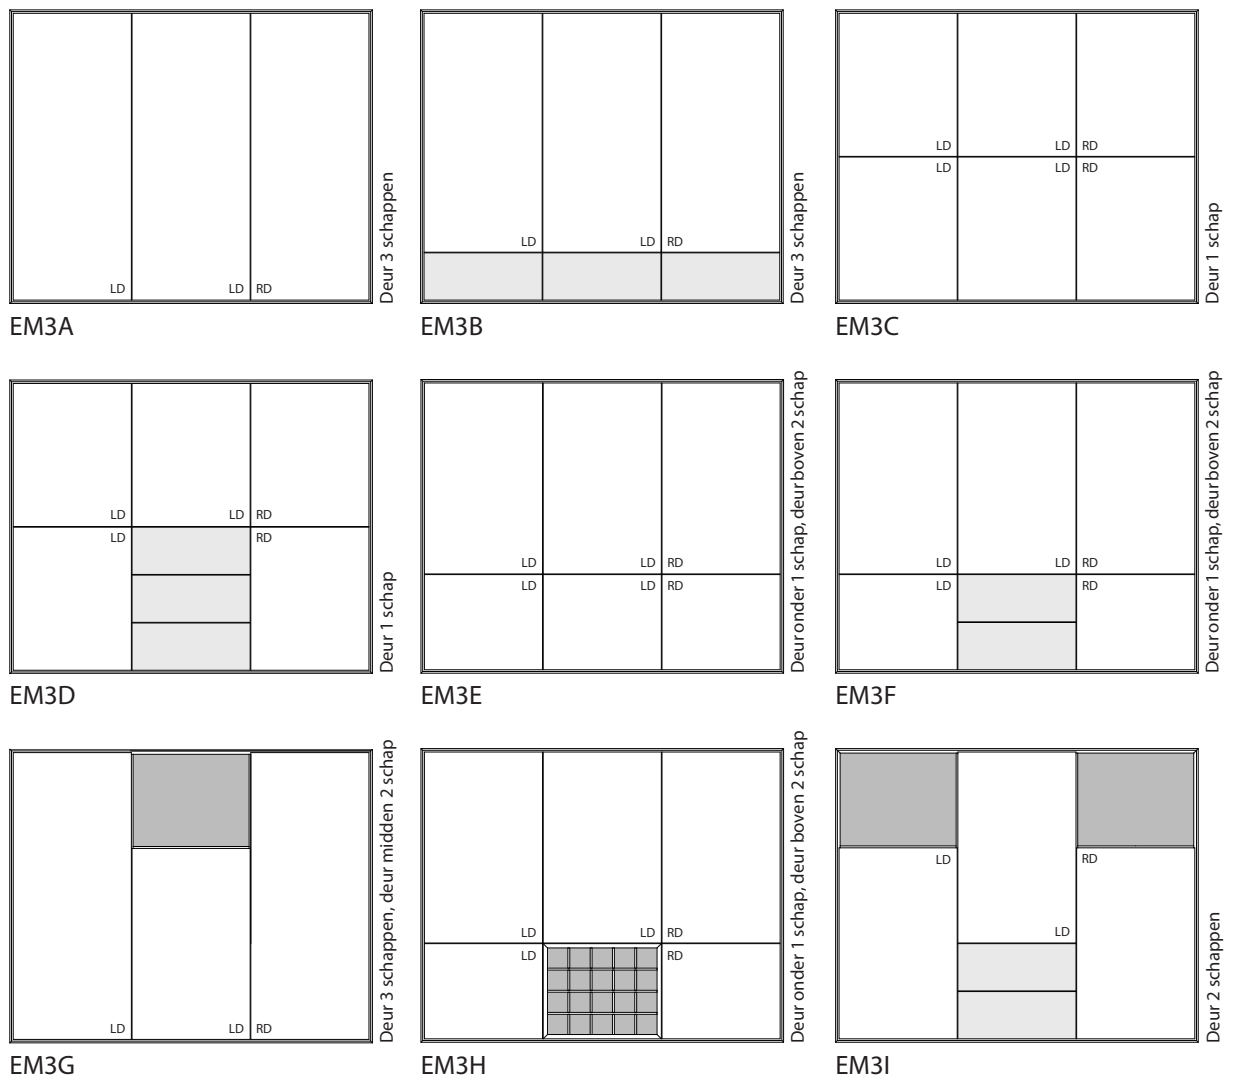 LD LD RD
Deur 3 schappen
EM3A
LD LD RD
Deur 3 schappen
EM3B
LD LD RD
LD LD RD
Deur 1 schap
EM3C
LD LD RD
LD RD
Deur 1 schap
EM3D
LD LD RD
LD LD RD
Deur onder 1 schap, deur boven 2 schap
EM3E
LD LD RD
LD RD
Deur onder 1 schap, deur boven 2 schap
EM3F
LD LD RD
Deur 3 schappen, deur midden 2 schap
EM3G
LD LD RD
LD RD
Deur onder 1 schap, deur boven 2 schap
EM3H
LD RD
LD
Deur 2 schappen
EM3I